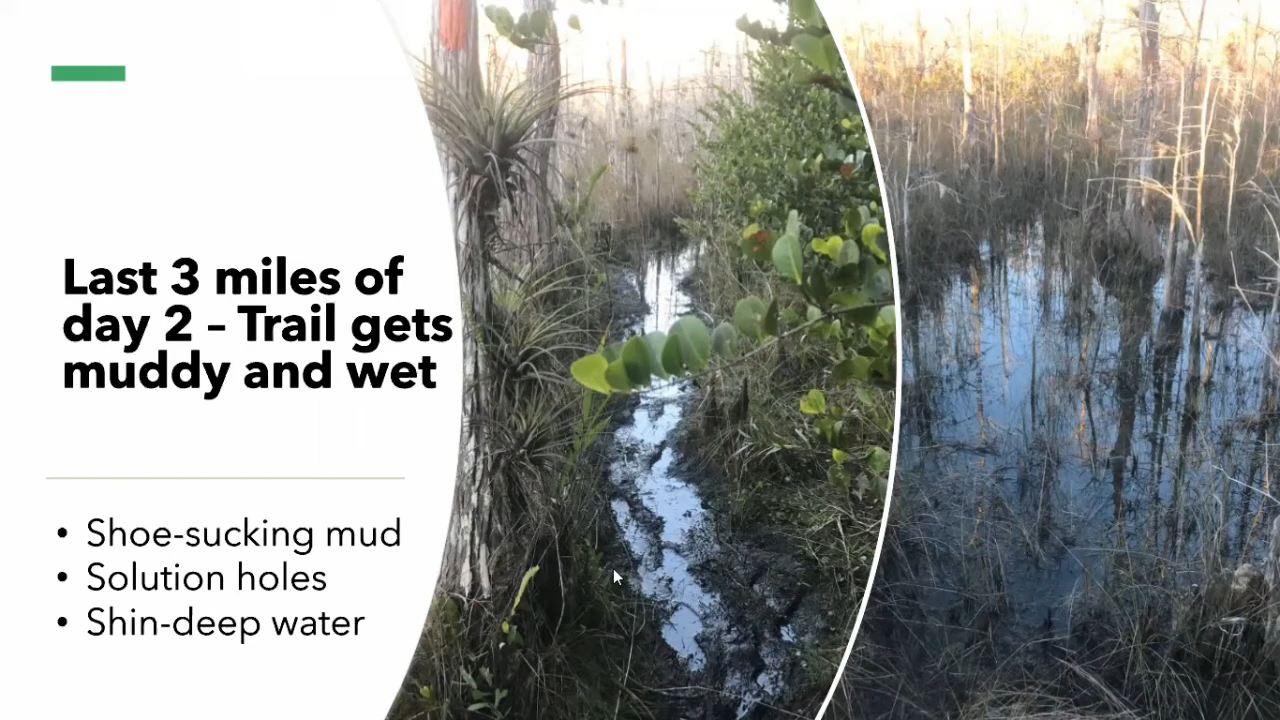 Last 3 miles of
day 2 – Trail gets
muddy and wet
• Shoe-sucking mud
• Solution holes
• Shin-deep water